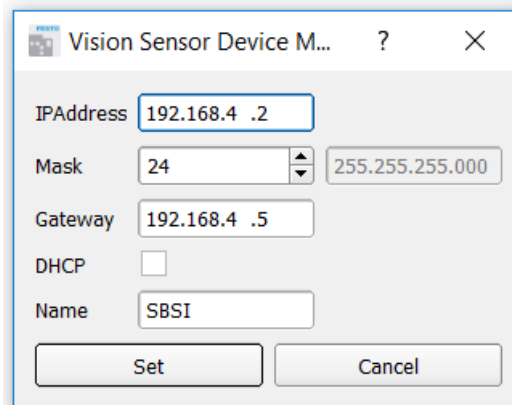 FESTO
Vision Sensor Device M... ?
IPAddress 192.168.4 .2
Mask 24 255.255.255.000
Gateway 192.168.4 .5
DHCP
Name SBSI
Set Cancel